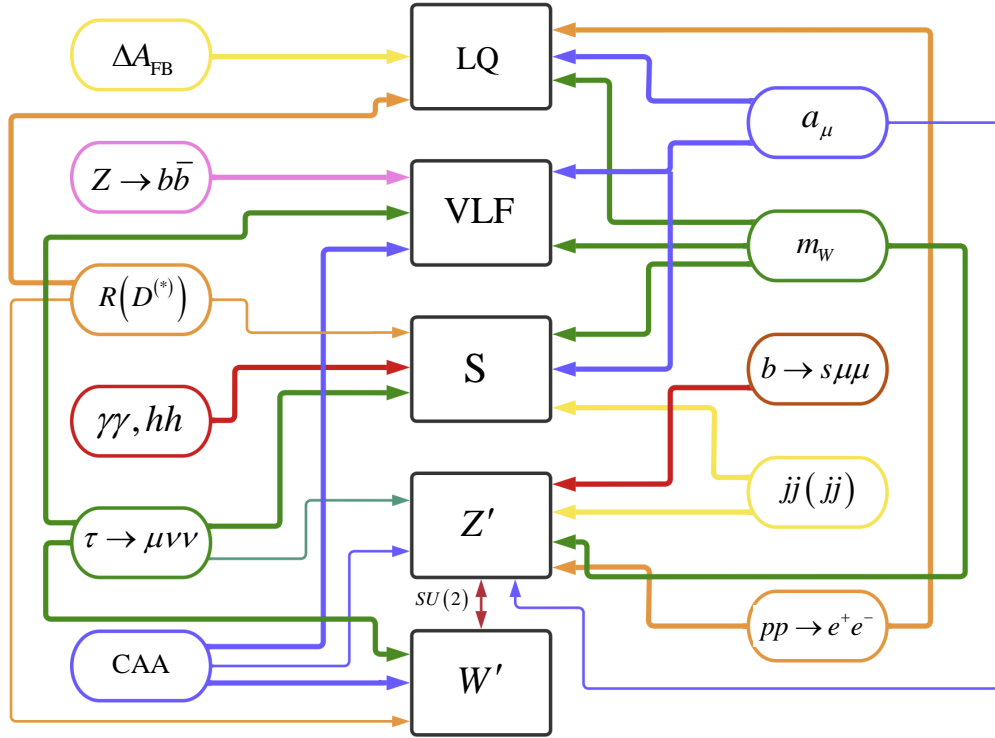 ΔA_FB
Z → bb̄
R(D^(*))
γγ, hh
τ → μνν
CAA
LQ
VLF
S
Z′
SU(2)
W′
a_μ
m_W
b → sμμ
jj(jj)
pp → e⁺e⁻